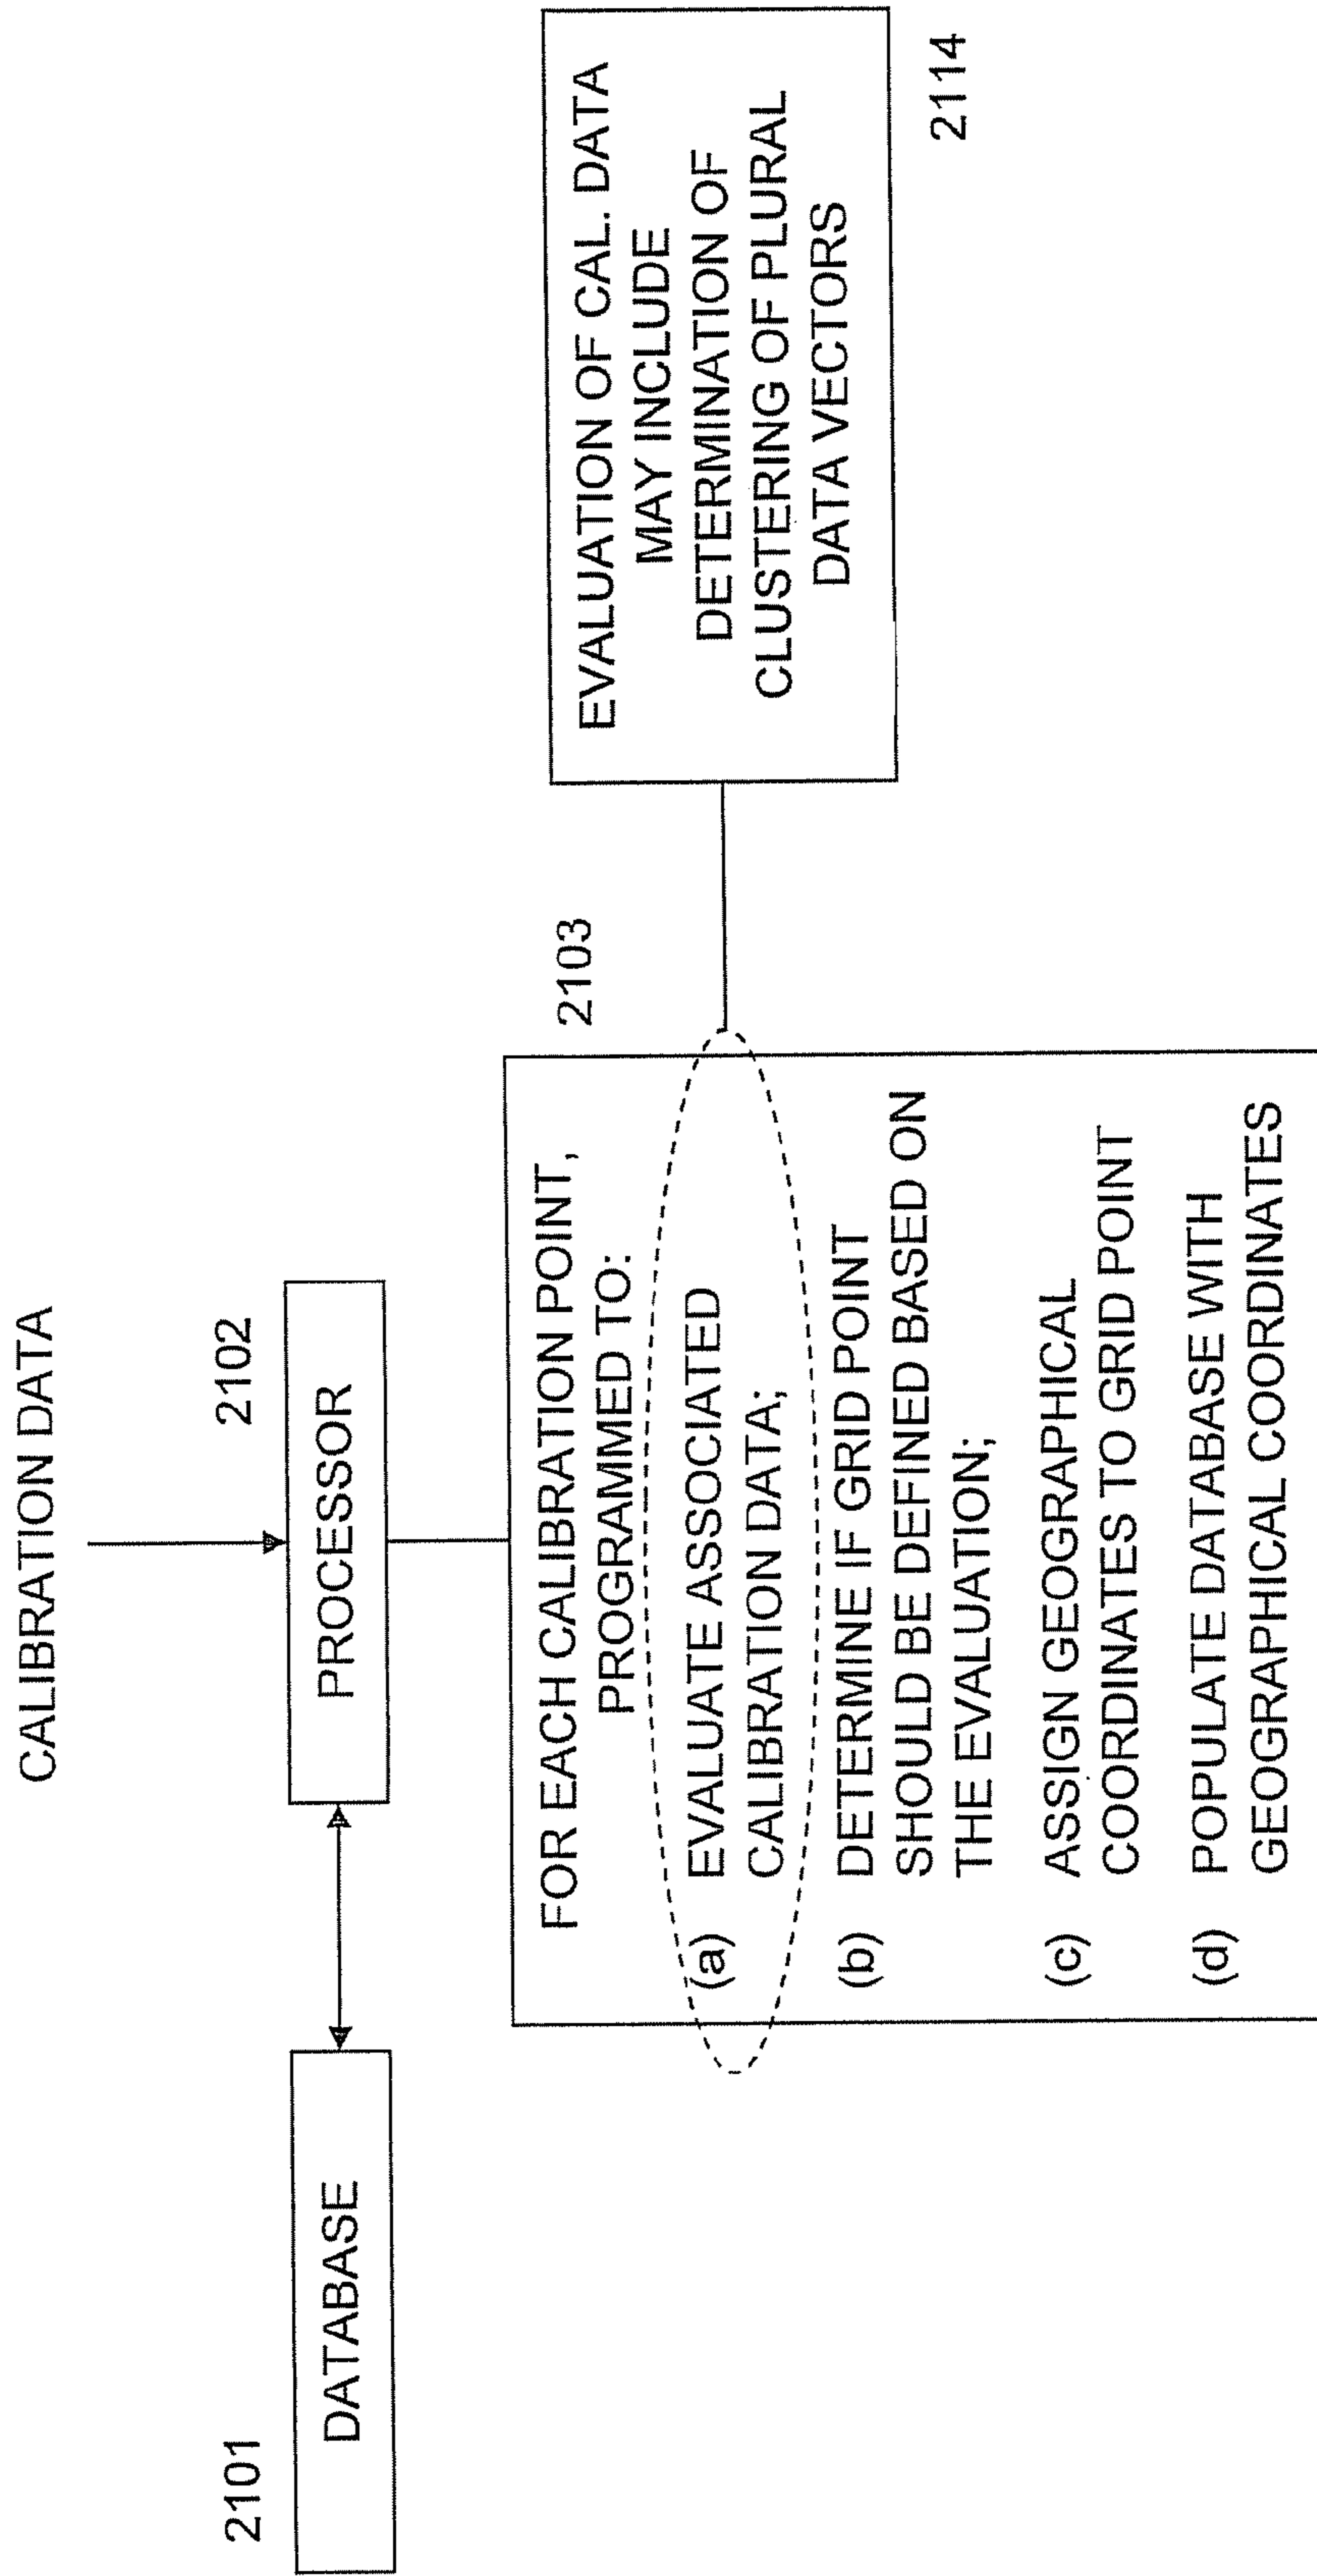 CALIBRATION DATA
2101
DATABASE
2102
PROCESSOR
2103
FOR EACH CALIBRATION POINT,
PROGRAMMED TO:
(a) EVALUATE ASSOCIATED
CALIBRATION DATA;
(b) DETERMINE IF GRID POINT
SHOULD BE DEFINED BASED ON
THE EVALUATION;
(c) ASSIGN GEOGRAPHICAL
COORDINATES TO GRID POINT
(d) POPULATE DATABASE WITH
GEOGRAPHICAL COORDINATES
EVALUATION OF CAL. DATA
MAY INCLUDE
DETERMINATION OF
CLUSTERING OF PLURAL
DATA VECTORS
2114